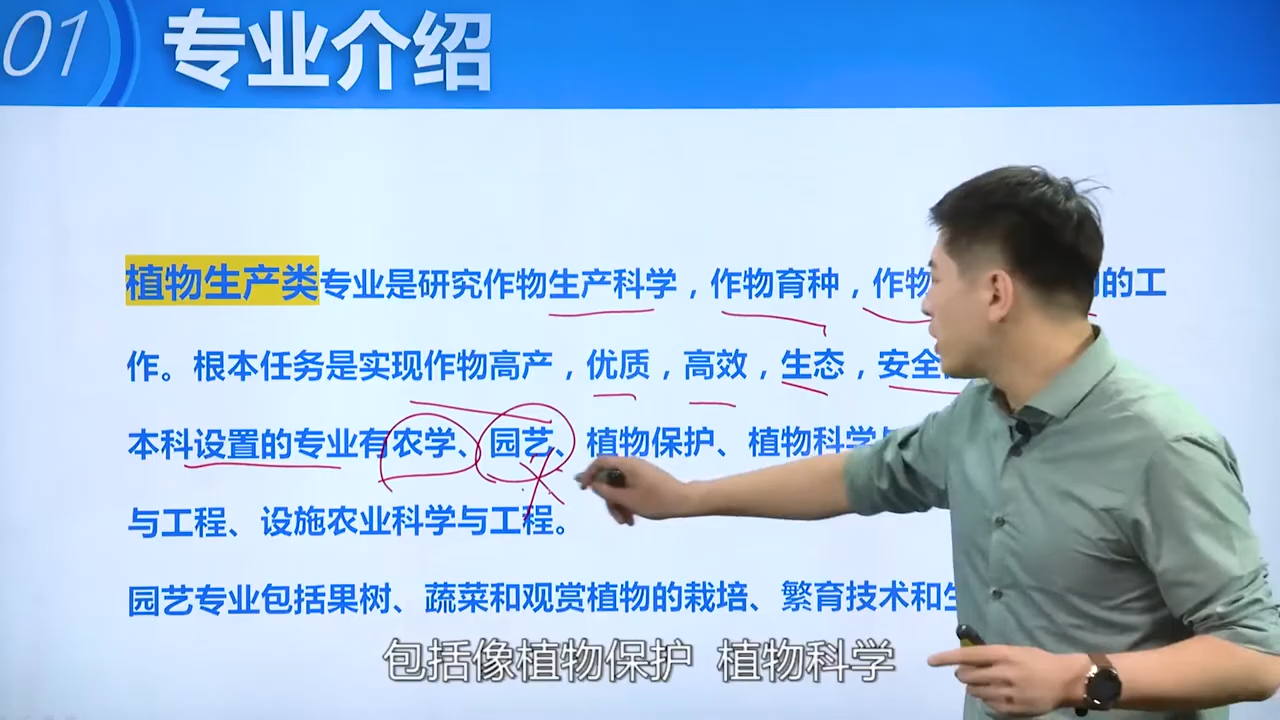 01 专业介绍
植物生产类专业是研究作物生产科学，作物育种，作物的工
作。根本任务是实现作物高产，优质，高效，生态，安全
本科设置的专业有农学、园艺、植物保护、植物科学与
与工程、设施农业科学与工程。
园艺专业包括果树、蔬菜和观赏植物的栽培、繁育技术和生
包括像植物保护 植物科学